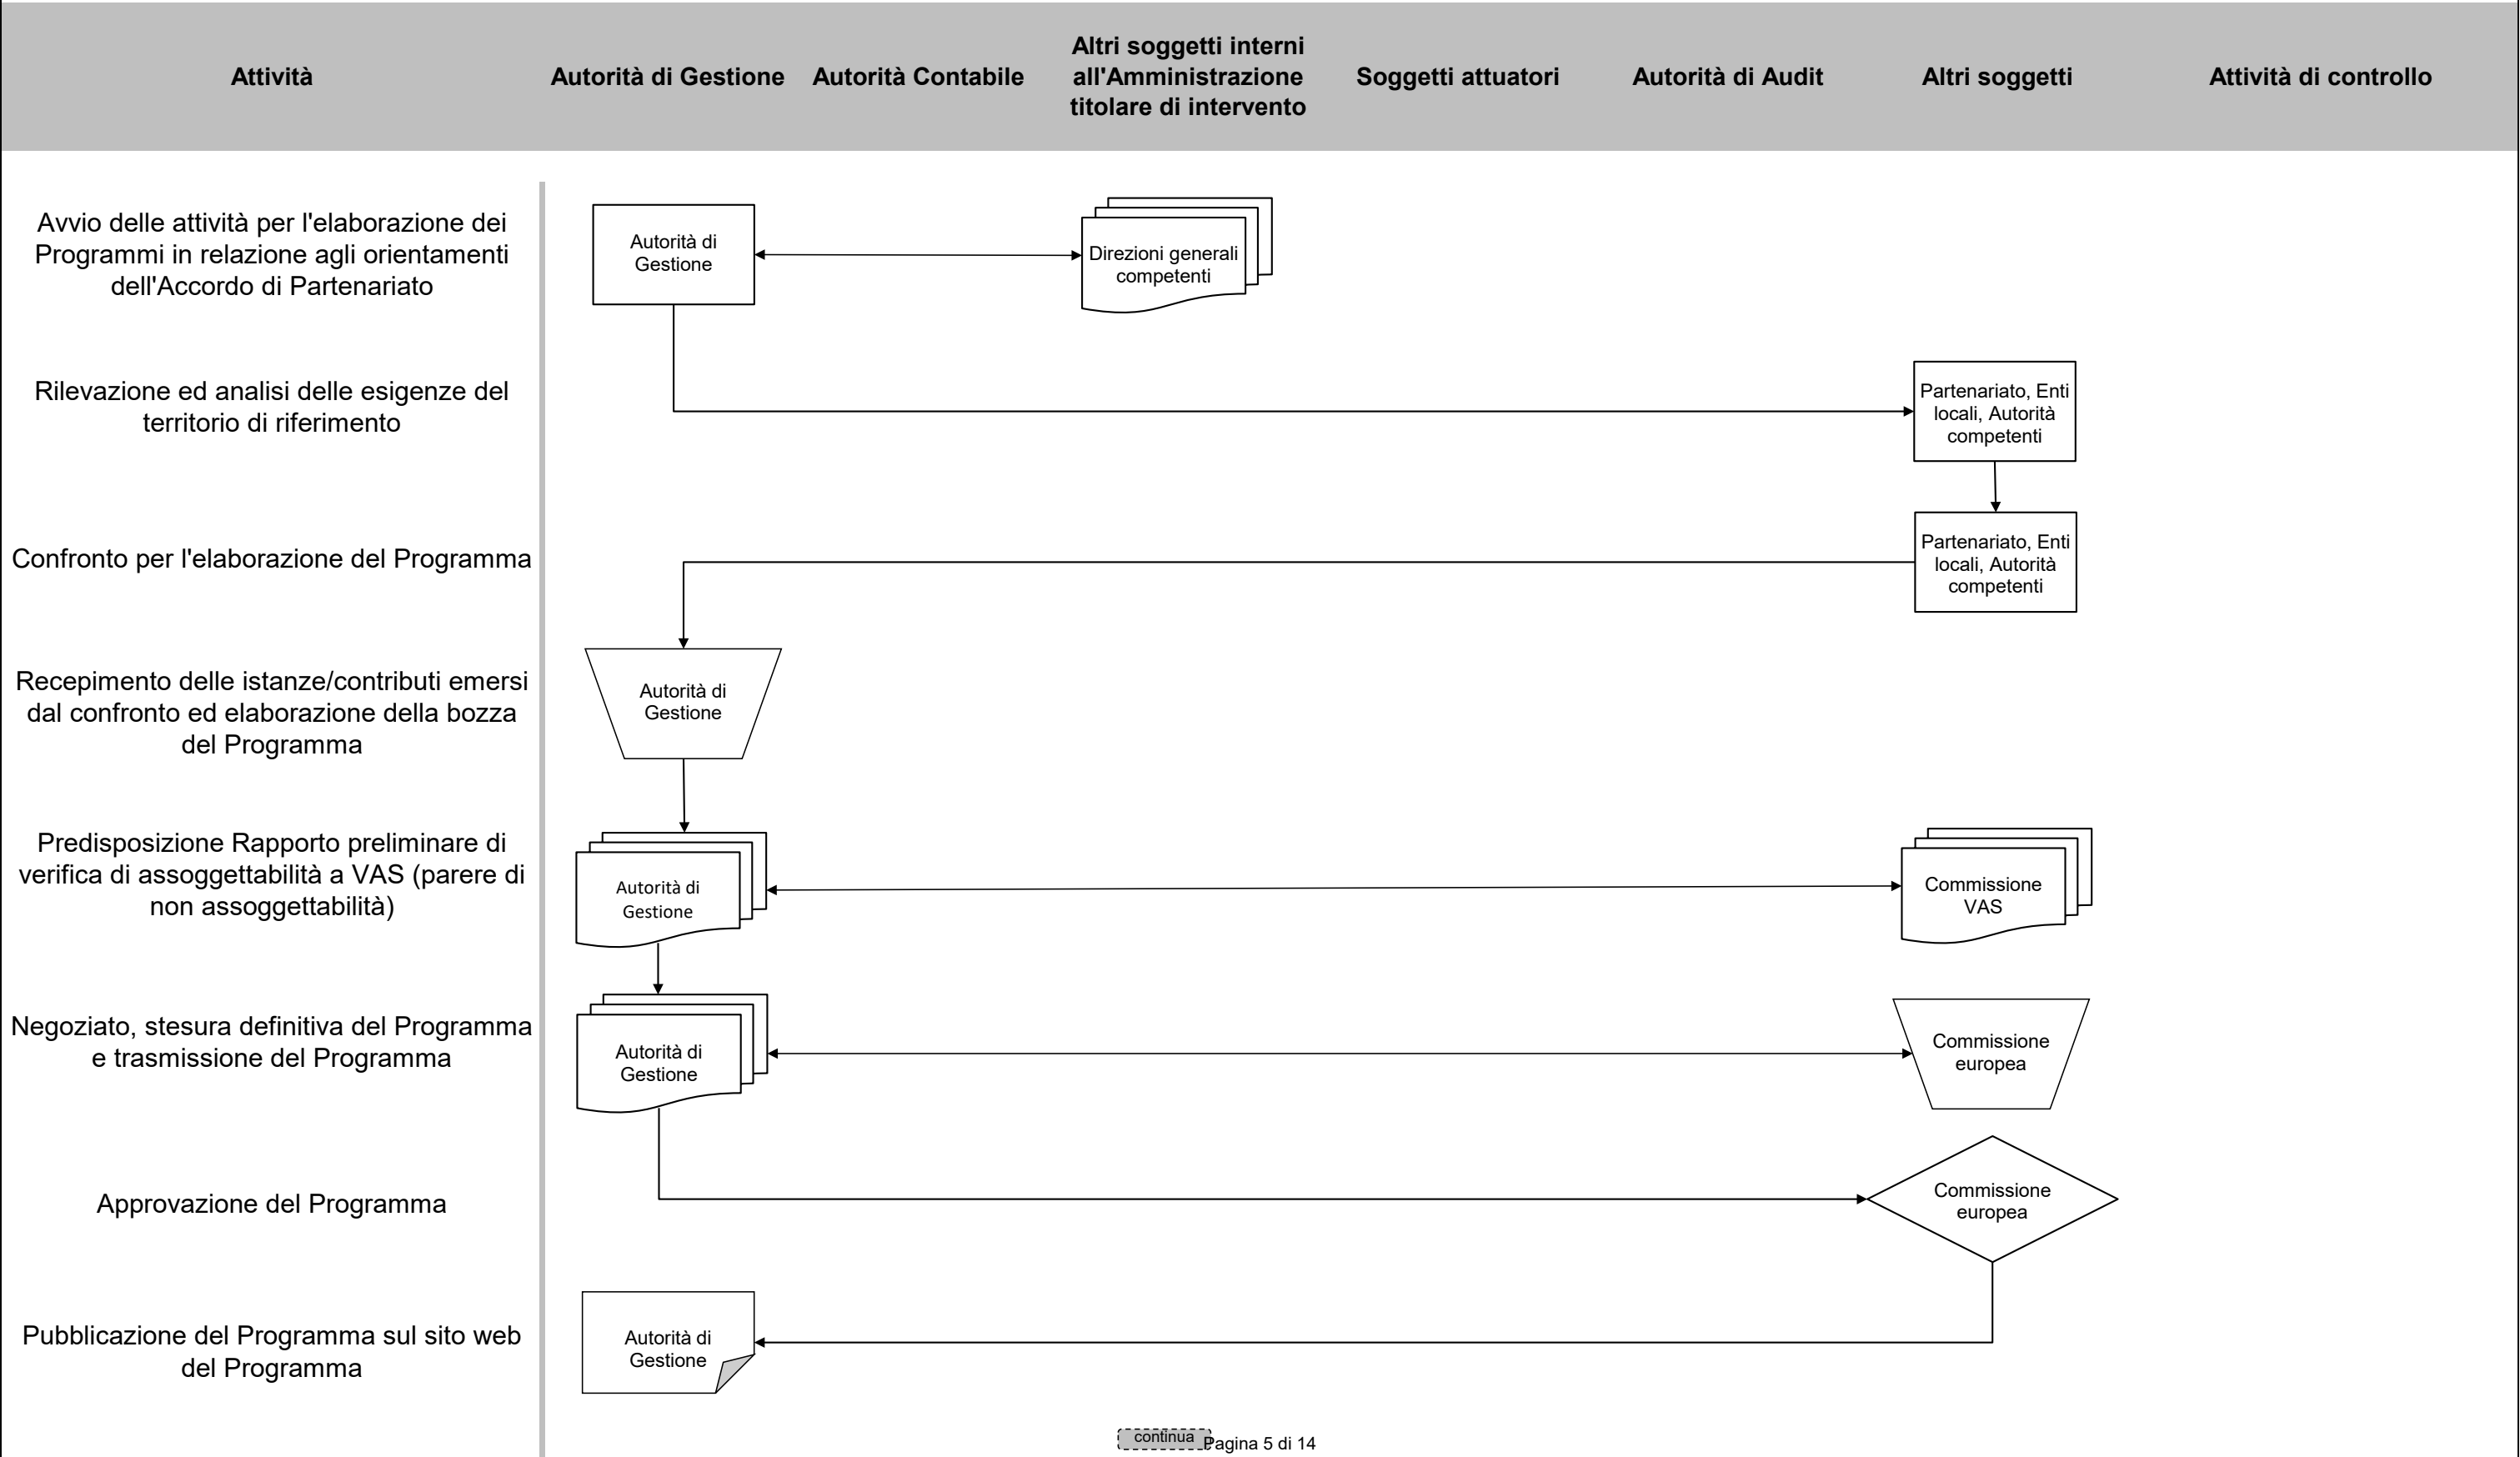 Attività
Autorità di Gestione
Autorità Contabile
Altri soggetti interni
all'Amministrazione
titolare di intervento
Soggetti attuatori
Autorità di Audit
Altri soggetti
Attività di controllo
Avvio delle attività per l'elaborazione dei
Programmi in relazione agli orientamenti
dell'Accordo di Partenariato
Autorità di
Gestione
Direzioni generali
competenti
Rilevazione ed analisi delle esigenze del
territorio di riferimento
Partenariato, Enti
locali, Autorità
competenti
Confronto per l'elaborazione del Programma
Partenariato, Enti
locali, Autorità
competenti
Recepimento delle istanze/contributi emersi
dal confronto ed elaborazione della bozza
del Programma
Autorità di
Gestione
Predisposizione Rapporto preliminare di
verifica di assoggettabilità a VAS (parere di
non assoggettabilità)
Autorità di
Gestione
Commissione
VAS
Negoziato, stesura definitiva del Programma
e trasmissione del Programma
Autorità di
Gestione
Commissione
europea
Approvazione del Programma
Commissione
europea
Pubblicazione del Programma sul sito web
del Programma
Autorità di
Gestione
continua
Pagina 5 di 14